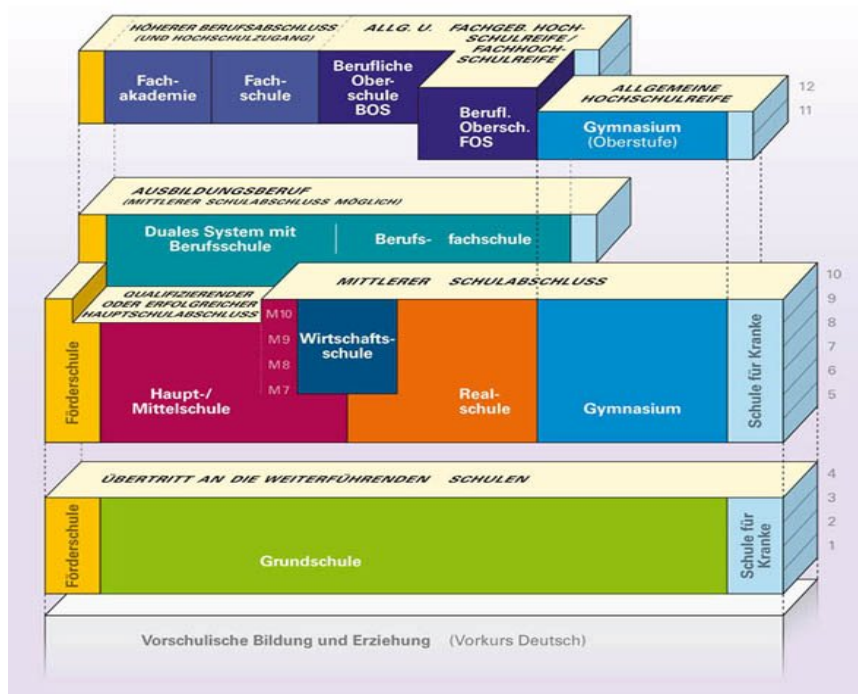 HÖHERER BERUFSABSCHLUSS
(UND HOCHSCHULZUGANG)
ALLG. U. FACHGEB. HOCH-
SCHULREIFE/
FACHHOCH-
SCHULREIFE
Fach-
akademie
Fach-
schule
Berufliche
Ober-
schule
BOS
Berufl.
Obersch.
FOS
ALLGEMEINE
HOCHSCHULREIFE
Gymnasium
(Oberstufe)
12
11
AUSBILDUNGSBERUF
(MITTLERER SCHULABSCHLUSS MÖGLICH)
Duales System mit
Berufsschule
Berufs- fachschule
QUALIFIZIERENDER
ODER ERFOLGREICHER
HAUPTSCHULABSCHLUSS
MITTLERER SCHULABSCHLUSS
Förderschule
Haupt-/
Mittelschule
M10
M9
M8
M7
Wirtschafts-
schule
Real-
schule
Gymnasium
Schule für Kranke
10
9
8
7
6
5
ÜBERTRITT AN DIE WEITERFÜHRENDEN SCHULEN
Förderschule
Grundschule
Schule für
Kranke
4
3
2
1
Vorschulische Bildung und Erziehung (Vorkurs Deutsch)